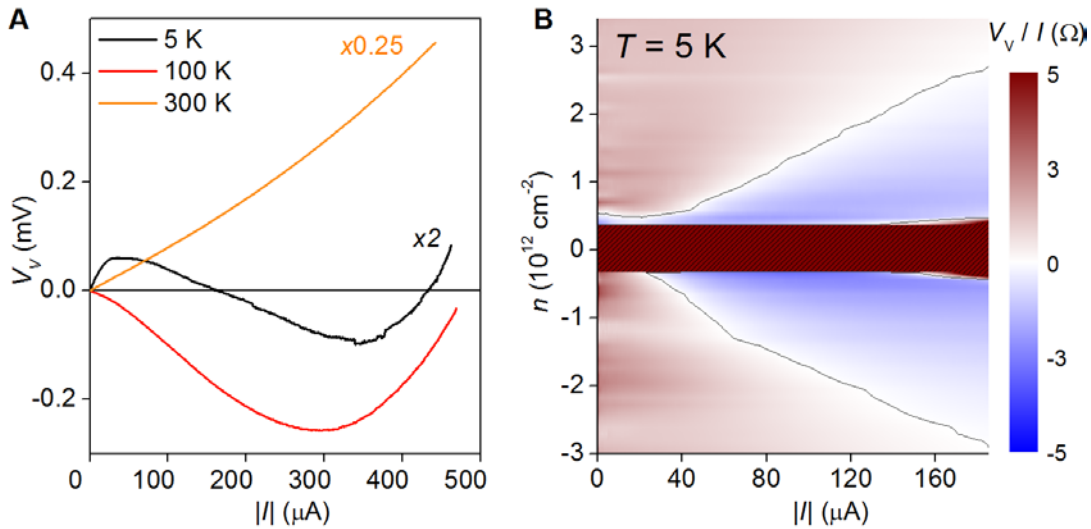 A
5 K
100 K
300 K
x0.25
x2
0.4
0.2
0.0
-0.2
V_V (mV)
0 100 200 300 400 500
|I| (μA)
B
T = 5 K
3
2
1
0
-1
-2
-3
n (10^12 cm^-2)
0 40 80 120 160
|I| (μA)
V_V / I (Ω)
5
3
0
-3
-5